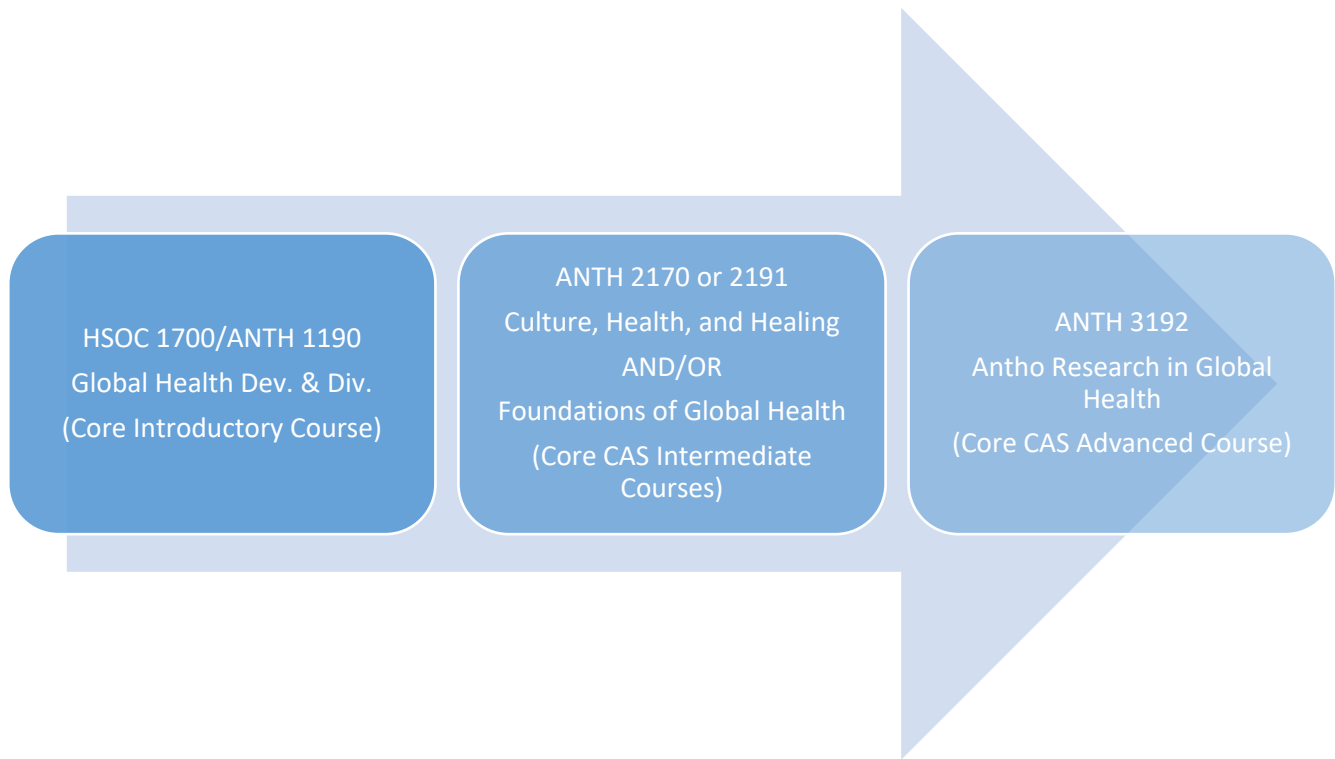 HSOC 1700/ANTH 1190
Global Health Dev. & Div.
(Core Introductory Course)
ANTH 2170 or 2191
Culture, Health, and Healing
AND/OR
Foundations of Global Health
(Core CAS Intermediate
Courses)
ANTH 3192
Antho Research in Global
Health
(Core CAS Advanced Course)